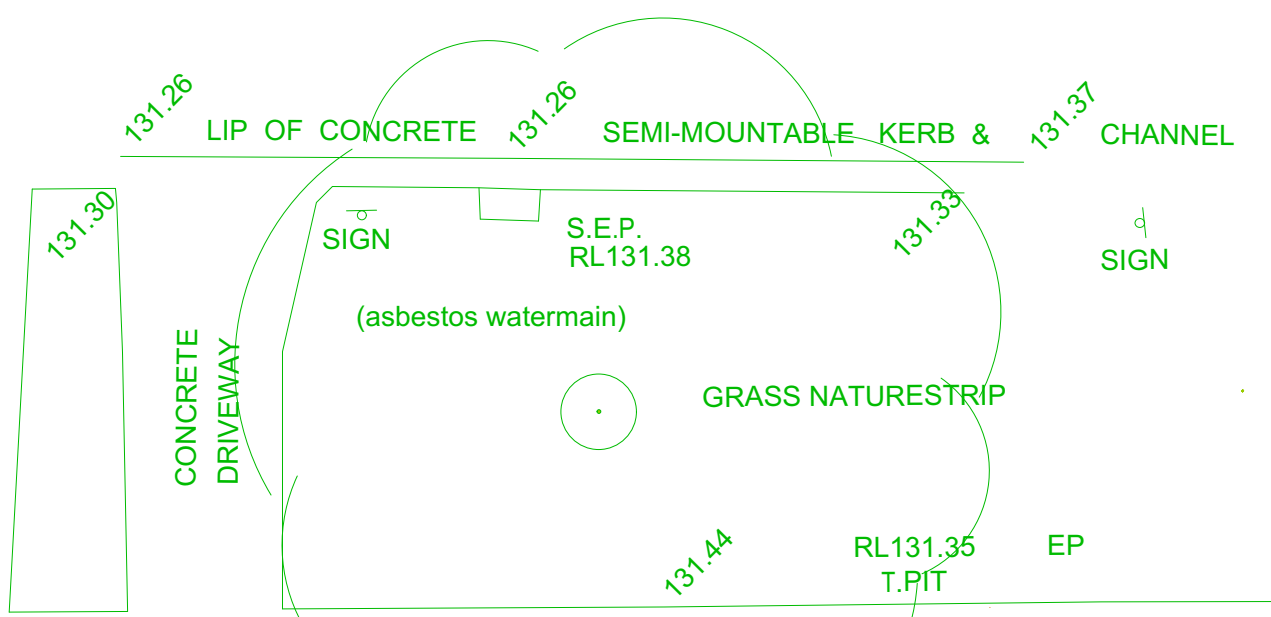 131.26
LIP OF CONCRETE
131.26
SEMI-MOUNTABLE KERB &
131.37
CHANNEL
131.30
SIGN
S.E.P.
RL131.38
131.33
SIGN
(asbestos watermain)
CONCRETE
DRIVEWAY
GRASS NATURESTRIP
131.44
RL131.35
T.PIT
EP